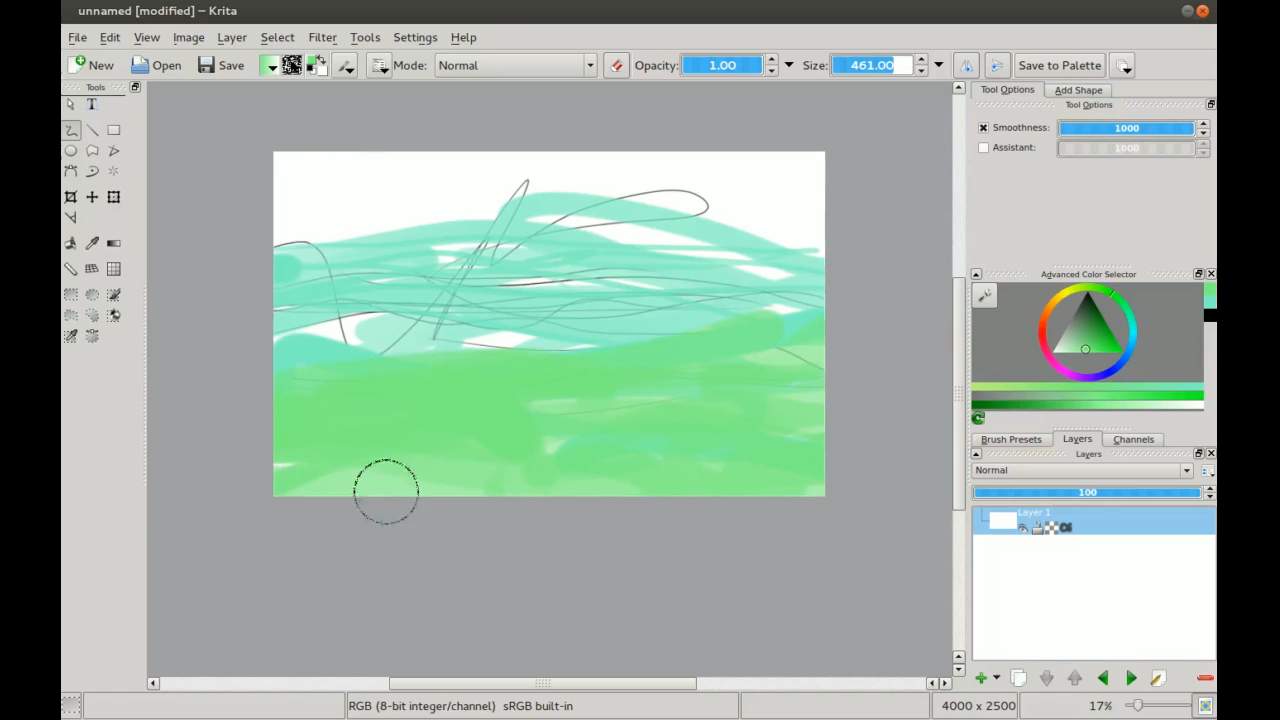 unnamed [modified] – Krita
File Edit View Image Layer Select Filter Tools Settings Help
New Open Save Mode: Normal Opacity: 1.00 Size: 461.00 Save to Palette
Tools
Tool Options Add Shape
Tool Options
Smoothness: 1000
Assistant: 1000
Advanced Color Selector
Brush Presets Layers Channels
Layers
Normal
100
Layer 1
RGB (8-bit integer/channel) sRGB built-in 4000 x 2500 17%